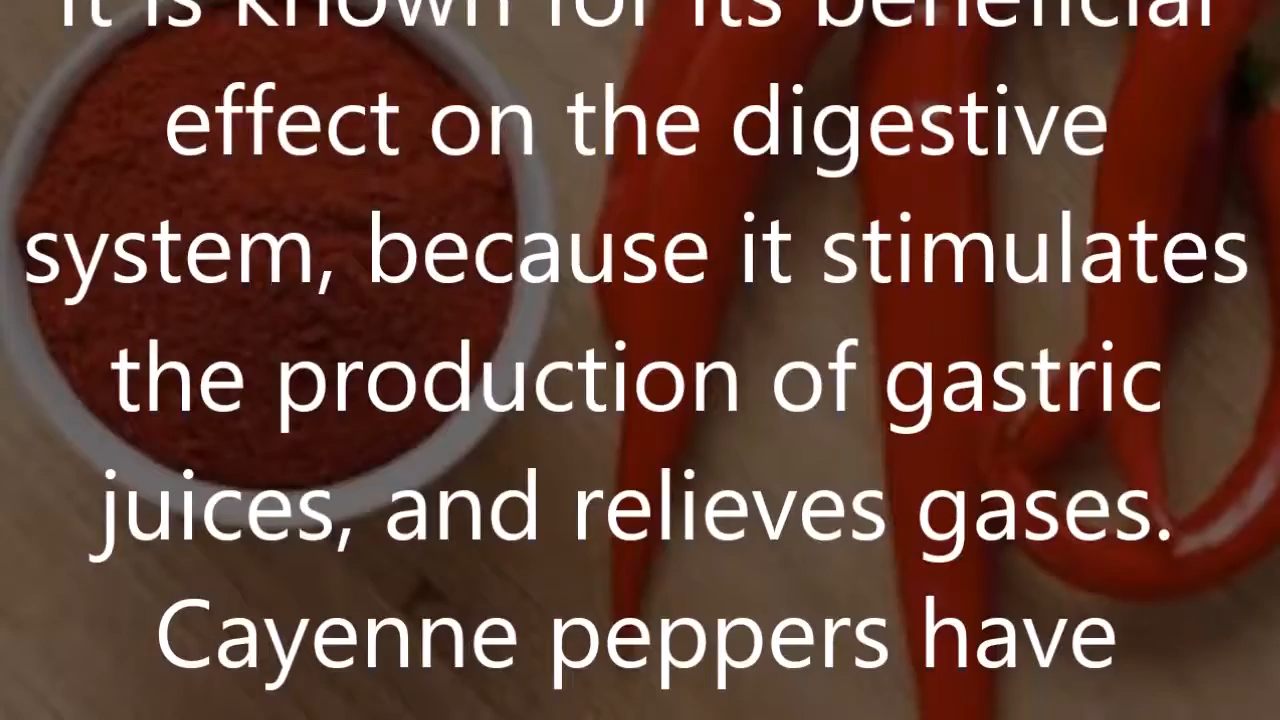 It is known for its beneficial
effect on the digestive
system, because it stimulates
the production of gastric
juices, and relieves gases.
Cayenne peppers have